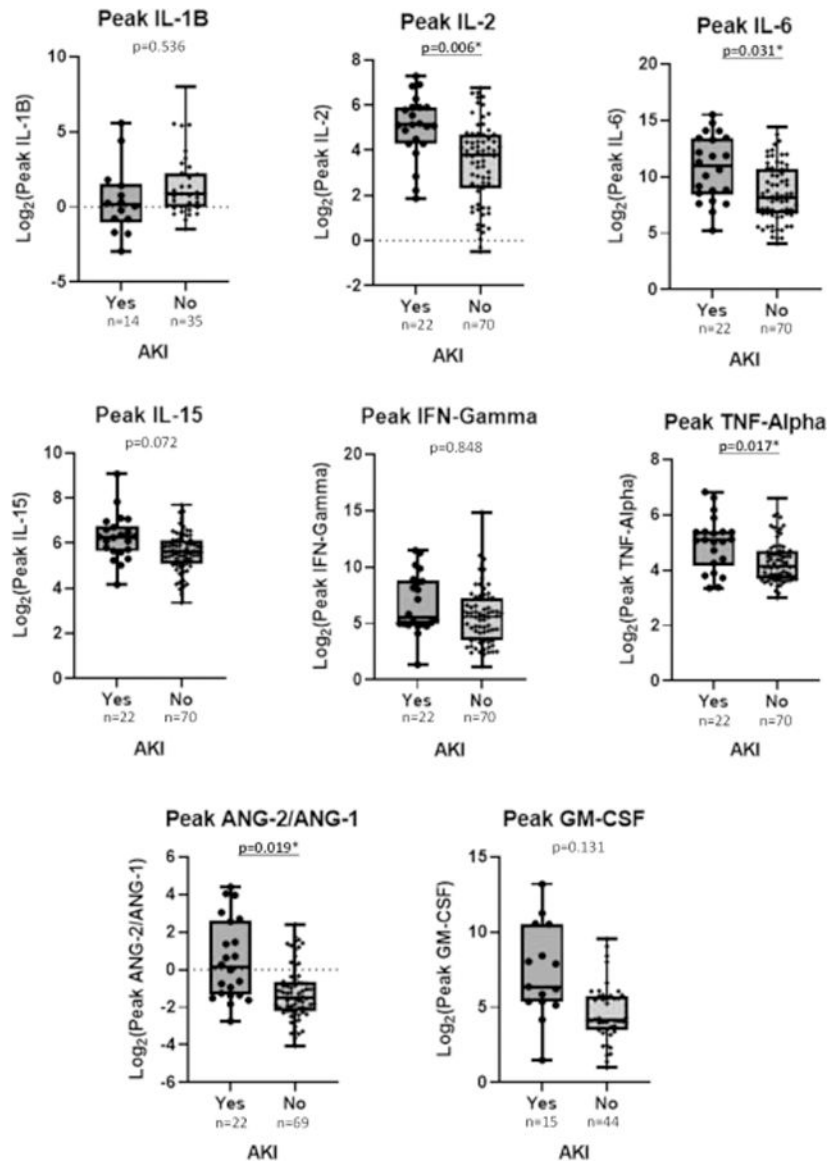 Peak IL-1B
p=0.536
Log2(Peak IL-1B)
10
5
0
-5
Yes No
n=14 n=35
AKI
Peak IL-2
p=0.006*
Log2(Peak IL-2)
8
6
4
2
0
-2
Yes No
n=22 n=70
AKI
Peak IL-6
p=0.031*
Log2(Peak IL-6)
20
15
10
5
0
Yes No
n=22 n=70
AKI
Peak IL-15
p=0.072
Log2(Peak IL-15)
10
8
6
4
2
0
Yes No
n=22 n=70
AKI
Peak IFN-Gamma
p=0.848
Log2(Peak IFN-Gamma)
20
15
10
5
0
Yes No
n=22 n=70
AKI
Peak TNF-Alpha
p=0.017*
Log2(Peak TNF-Alpha)
8
6
4
2
0
Yes No
n=22 n=70
AKI
Peak ANG-2/ANG-1
p=0.019*
Log2(Peak ANG-2/ANG-1)
6
4
2
0
-2
-4
-6
Yes No
n=22 n=69
AKI
Peak GM-CSF
p=0.131
Log2(Peak GM-CSF)
15
10
5
0
Yes No
n=15 n=44
AKI